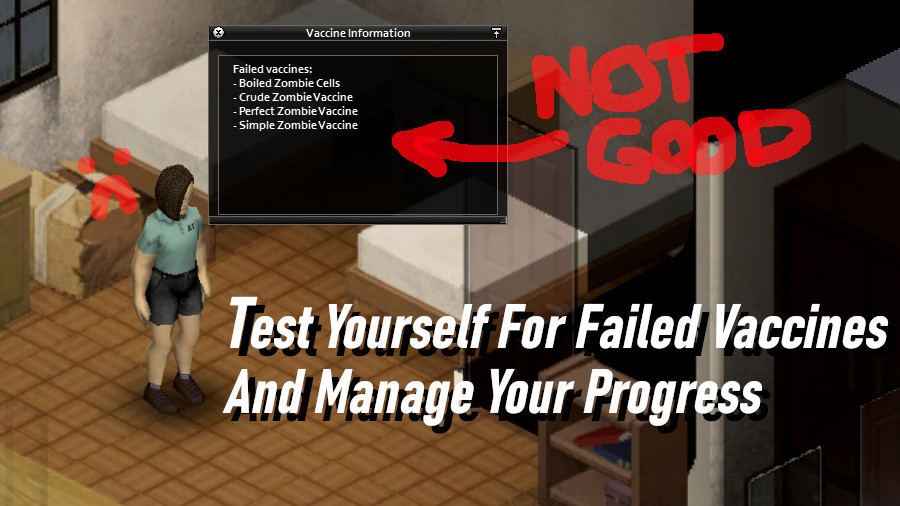 Vaccine Information
Failed vaccines:
- Boiled Zombie Cells
- Crude Zombie Vaccine
- Perfect Zombie Vaccine
- Simple Zombie Vaccine
NOT
GOOD
Test Yourself For Failed Vaccines
And Manage Your Progress